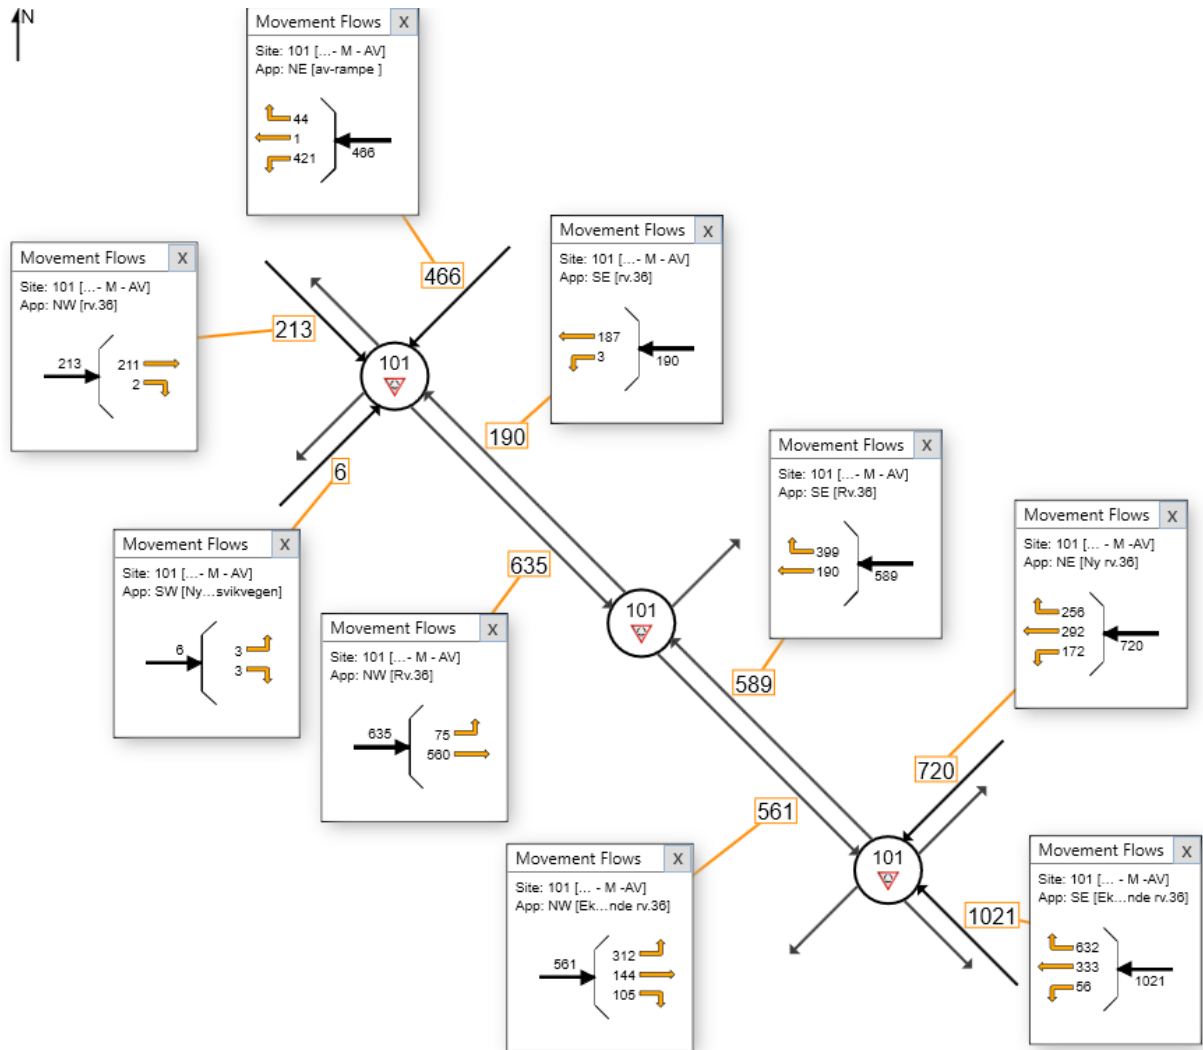 N
Movement Flows X
Site: 101 [...- M - AV]
App: NE [av-rampe ]
44
1
421
466
466
Movement Flows X
Site: 101 [...- M - AV]
App: SE [rv.36]
187
3
190
190
Movement Flows X
Site: 101 [...- M - AV]
App: NW [rv.36]
213
211
2
213
101
Movement Flows X
Site: 101 [...- M - AV]
App: SE [Rv.36]
399
190
589
589
Movement Flows X
Site: 101 [... - M -AV]
App: NE [Ny rv.36]
256
292
172
720
720
Movement Flows X
Site: 101 [...- M - AV]
App: SW [Ny...svikvegen]
6
3
3
6
635
101
Movement Flows X
Site: 101 [...- M - AV]
App: NW [Rv.36]
635
75
560
561
101
Movement Flows X
Site: 101 [... - M -AV]
App: NW [Ek...nde rv.36]
561
312
144
105
1021
Movement Flows X
Site: 101 [... - M -AV]
App: SE [Ek...nde rv.36]
632
333
56
1021